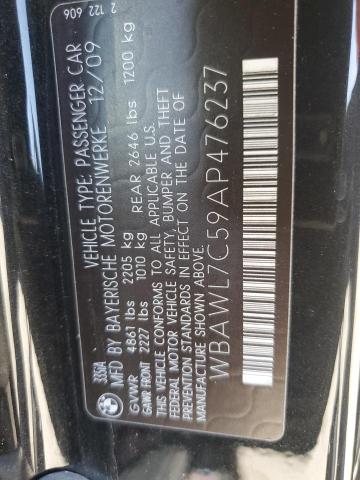 2 122 606
335iA VEHICLE TYPE: PASSENGER CAR
MFD BY BAYERISCHE MOTORENWERKE 12/09
GVWR 4861 lbs 2205 kg
GAWR FRONT 2227 lbs 1010 kg REAR 2646 lbs 1200 kg
THIS VEHICLE CONFORMS TO ALL APPLICABLE U.S.
FEDERAL MOTOR VEHICLE SAFETY, BUMPER AND THEFT
PREVENTION STANDARDS IN EFFECT ON THE DATE OF
MANUFACTURE SHOWN ABOVE.
WBAWL7C59AP476237